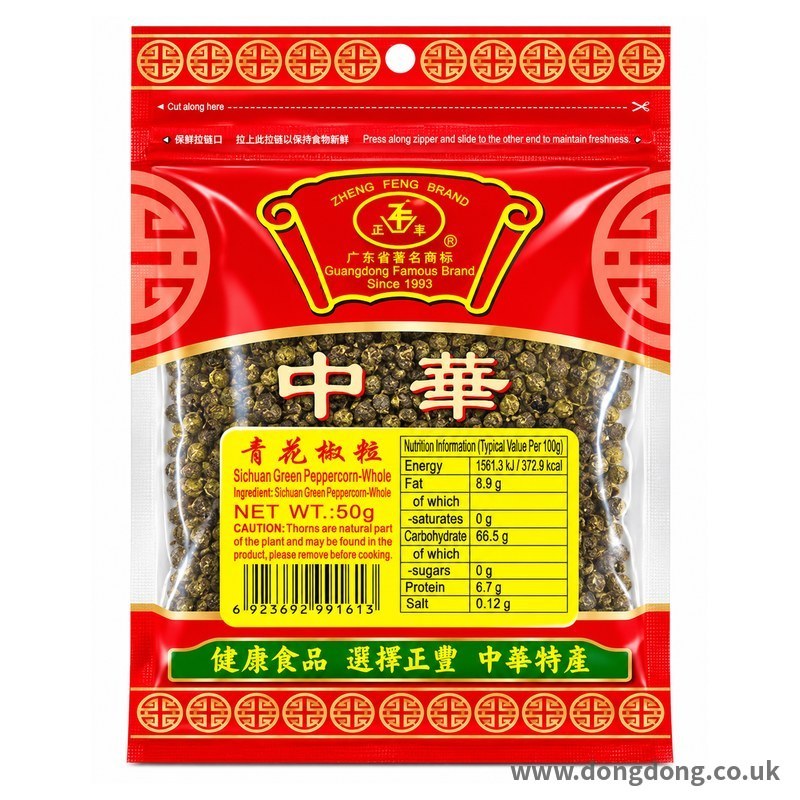 Cut along here
保鲜拉链口 拉上此拉链以保持食物新鲜 Press along zipper and slide to the other end to maintain freshness.
ZHENG FENG BRAND
正 丰
®
广东省著名商标
Guangdong Famous Brand
Since 1993
中華
青花椒粒
Sichuan Green Peppercorn-Whole
Ingredient: Sichuan Green Peppercorn-Whole
NET WT.:50g
CAUTION: Thorns are natural part
of the plant and may be found in the
product, please remove before cooking.
6 923692 991613
Nutrition Information (Typical Value Per 100g)
Energy 1561.3 kJ / 372.9 kcal
Fat 8.9 g
of which
-saturates 0 g
Carbohydrate 66.5 g
of which
-sugars 0 g
Protein 6.7 g
Salt 0.12 g
健康食品 選擇正豐 中華特產
www.dongdong.co.uk